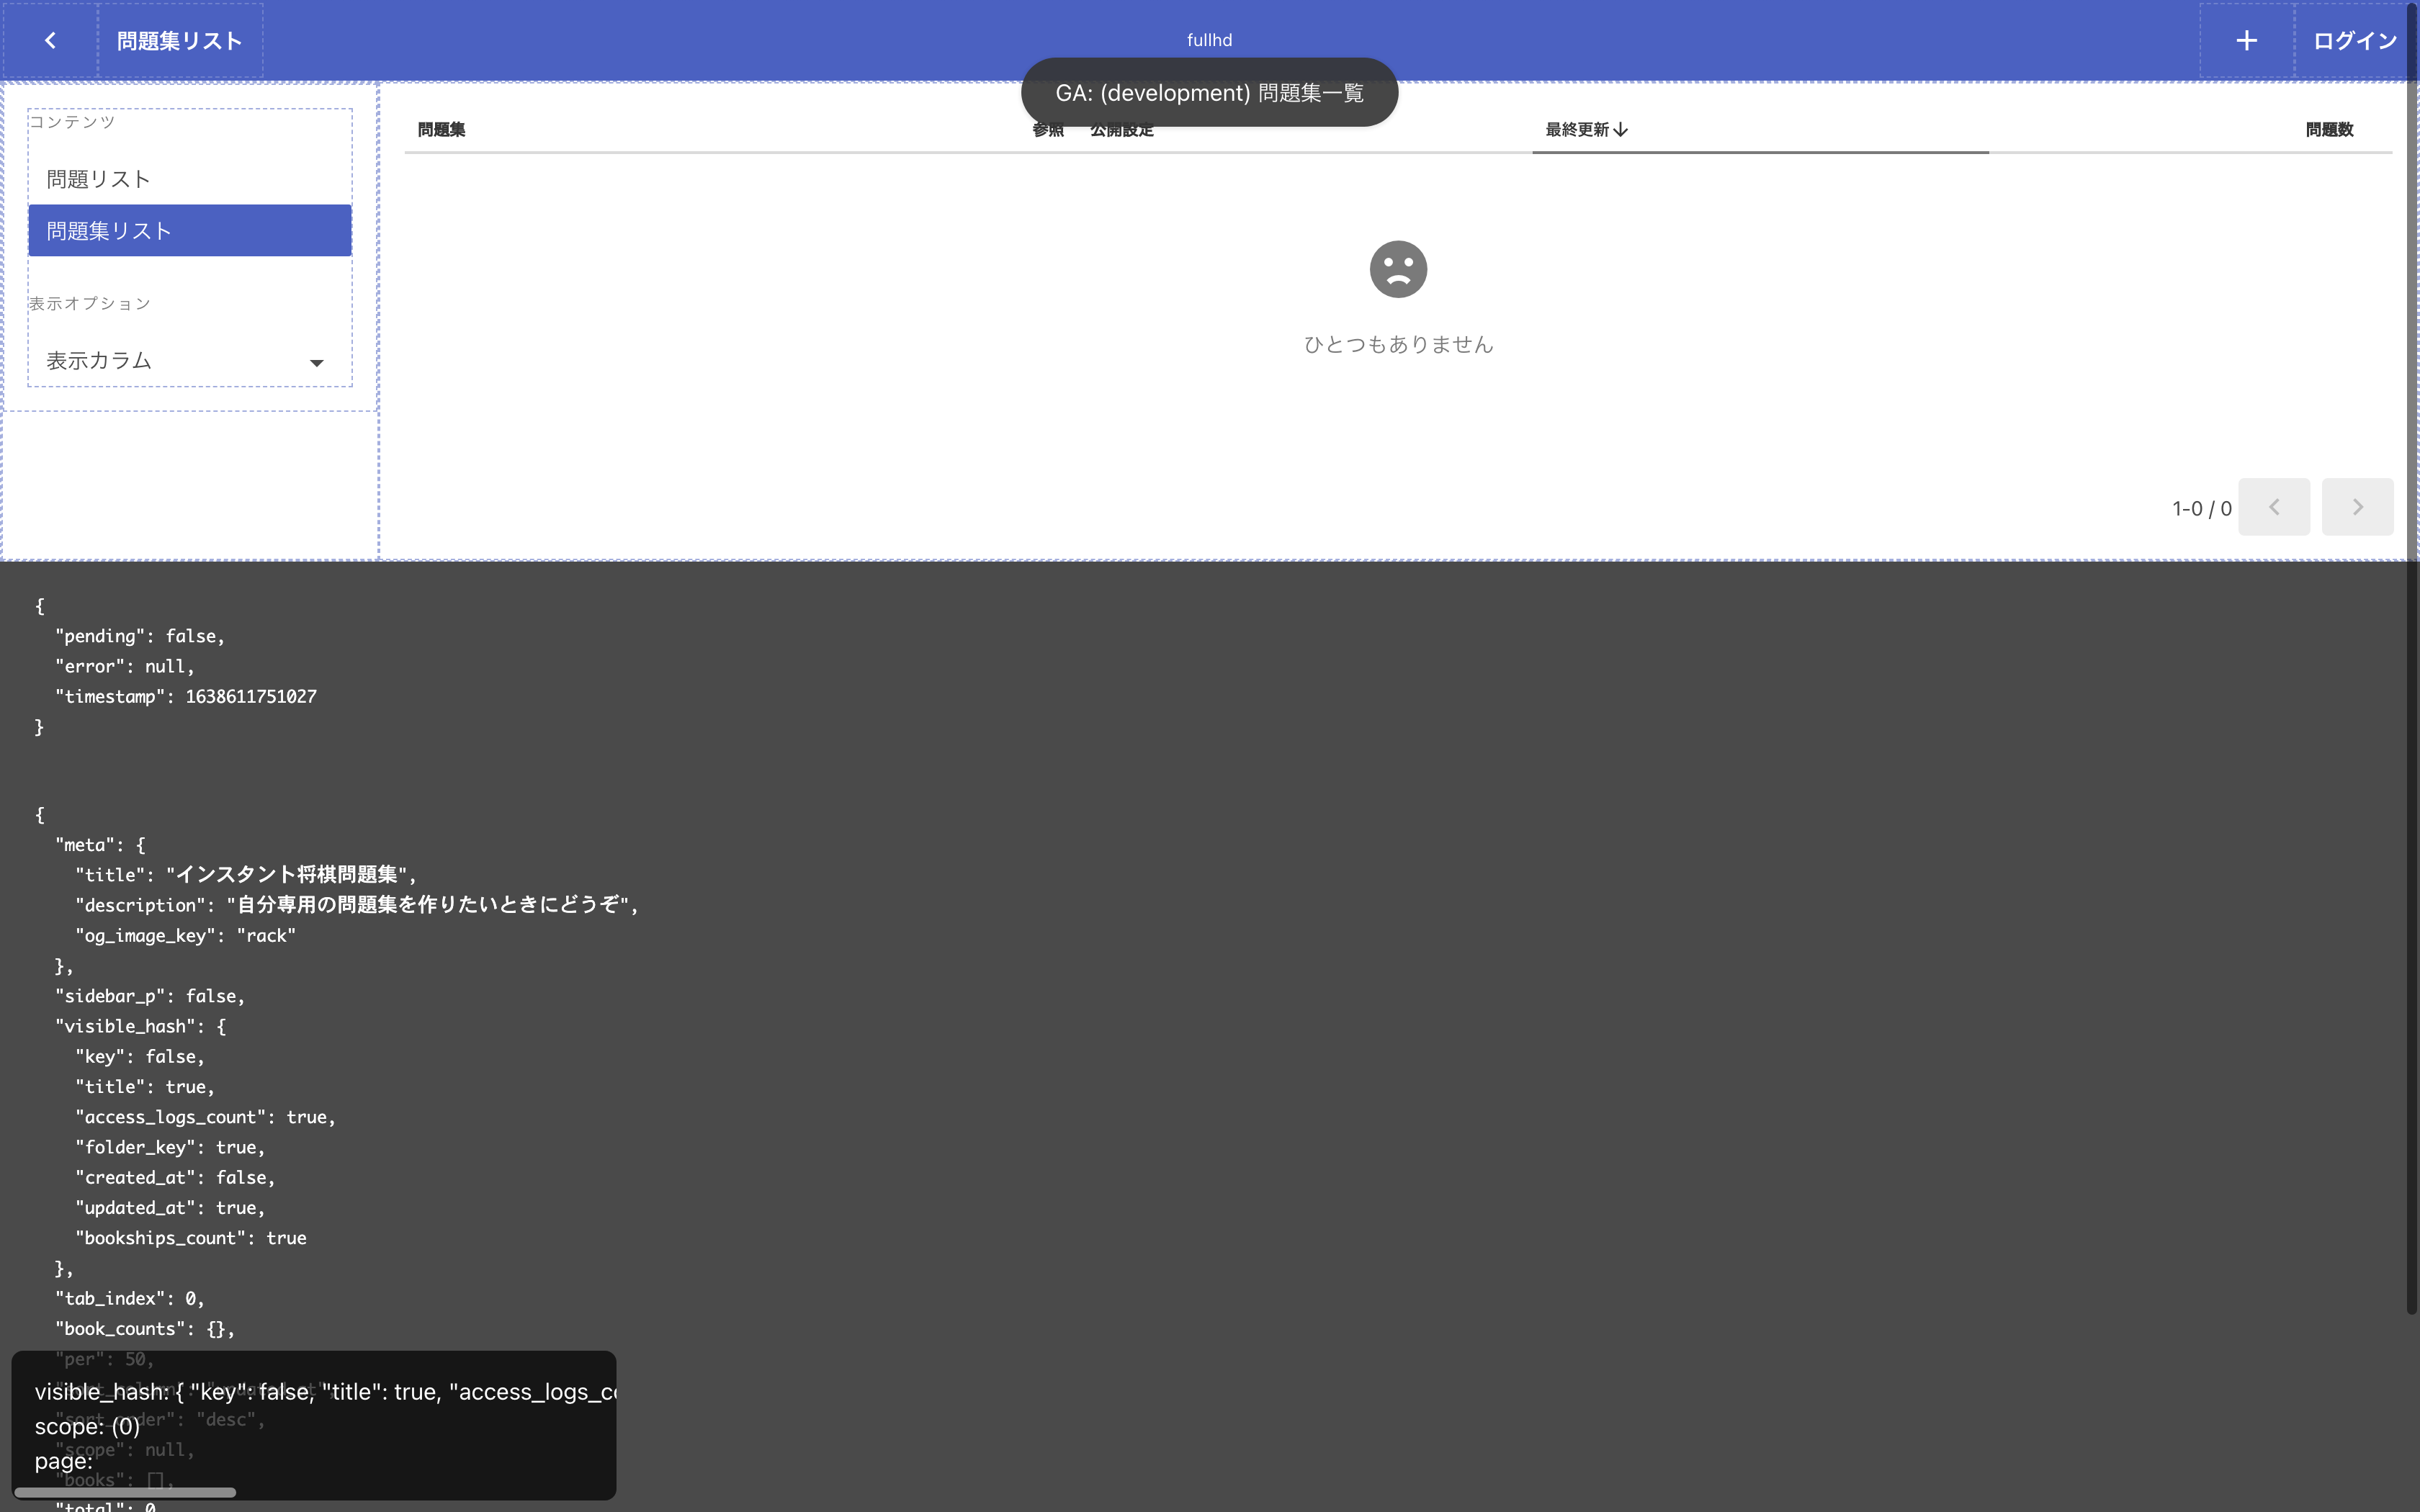 問題集リスト
fullhd
ログイン
GA: (development) 問題集一覧
コンテンツ
問題リスト
問題集リスト
表示オプション
表示カラム
問題集
参照
公開設定
最終更新
問題数
ひとつもありません
1-0 / 0
{
"pending": false,
"error": null,
"timestamp": 1638611751027
}
{
"meta": {
"title": "インスタント将棋問題集",
"description": "自分専用の問題集を作りたいときにどうぞ",
"og_image_key": "rack"
},
"sidebar_p": false,
"visible_hash": {
"key": false,
"title": true,
"access_logs_count": true,
"folder_key": true,
"created_at": false,
"updated_at": true,
"bookships_count": true
},
"tab_index": 0,
"book_counts": {},
"per": 50,
"sort_order": "desc",
"scope": null,
"books": [],
"total": 0
visible_hash: { "key": false, "title": true, "access_logs_co
scope: (0)
page: